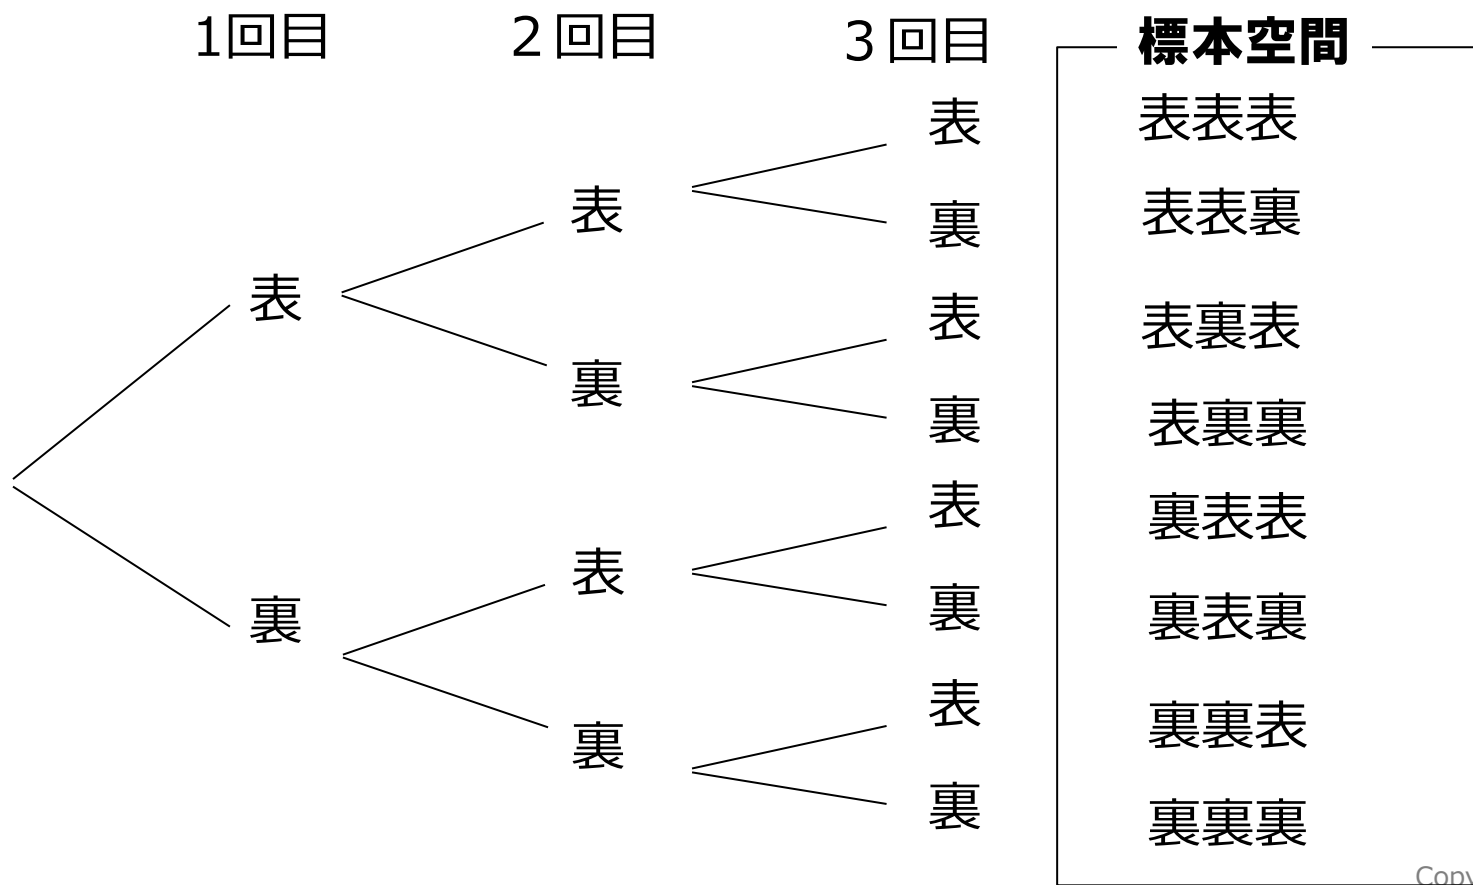 1回目 2回目 3回目 標本空間
表 表表表
表
裏 表表裏
表
表 表裏表
裏
裏 表裏裏
表 裏表表
表
裏
裏 裏表裏
表 裏裏表
裏
裏 裏裏裏
Copy